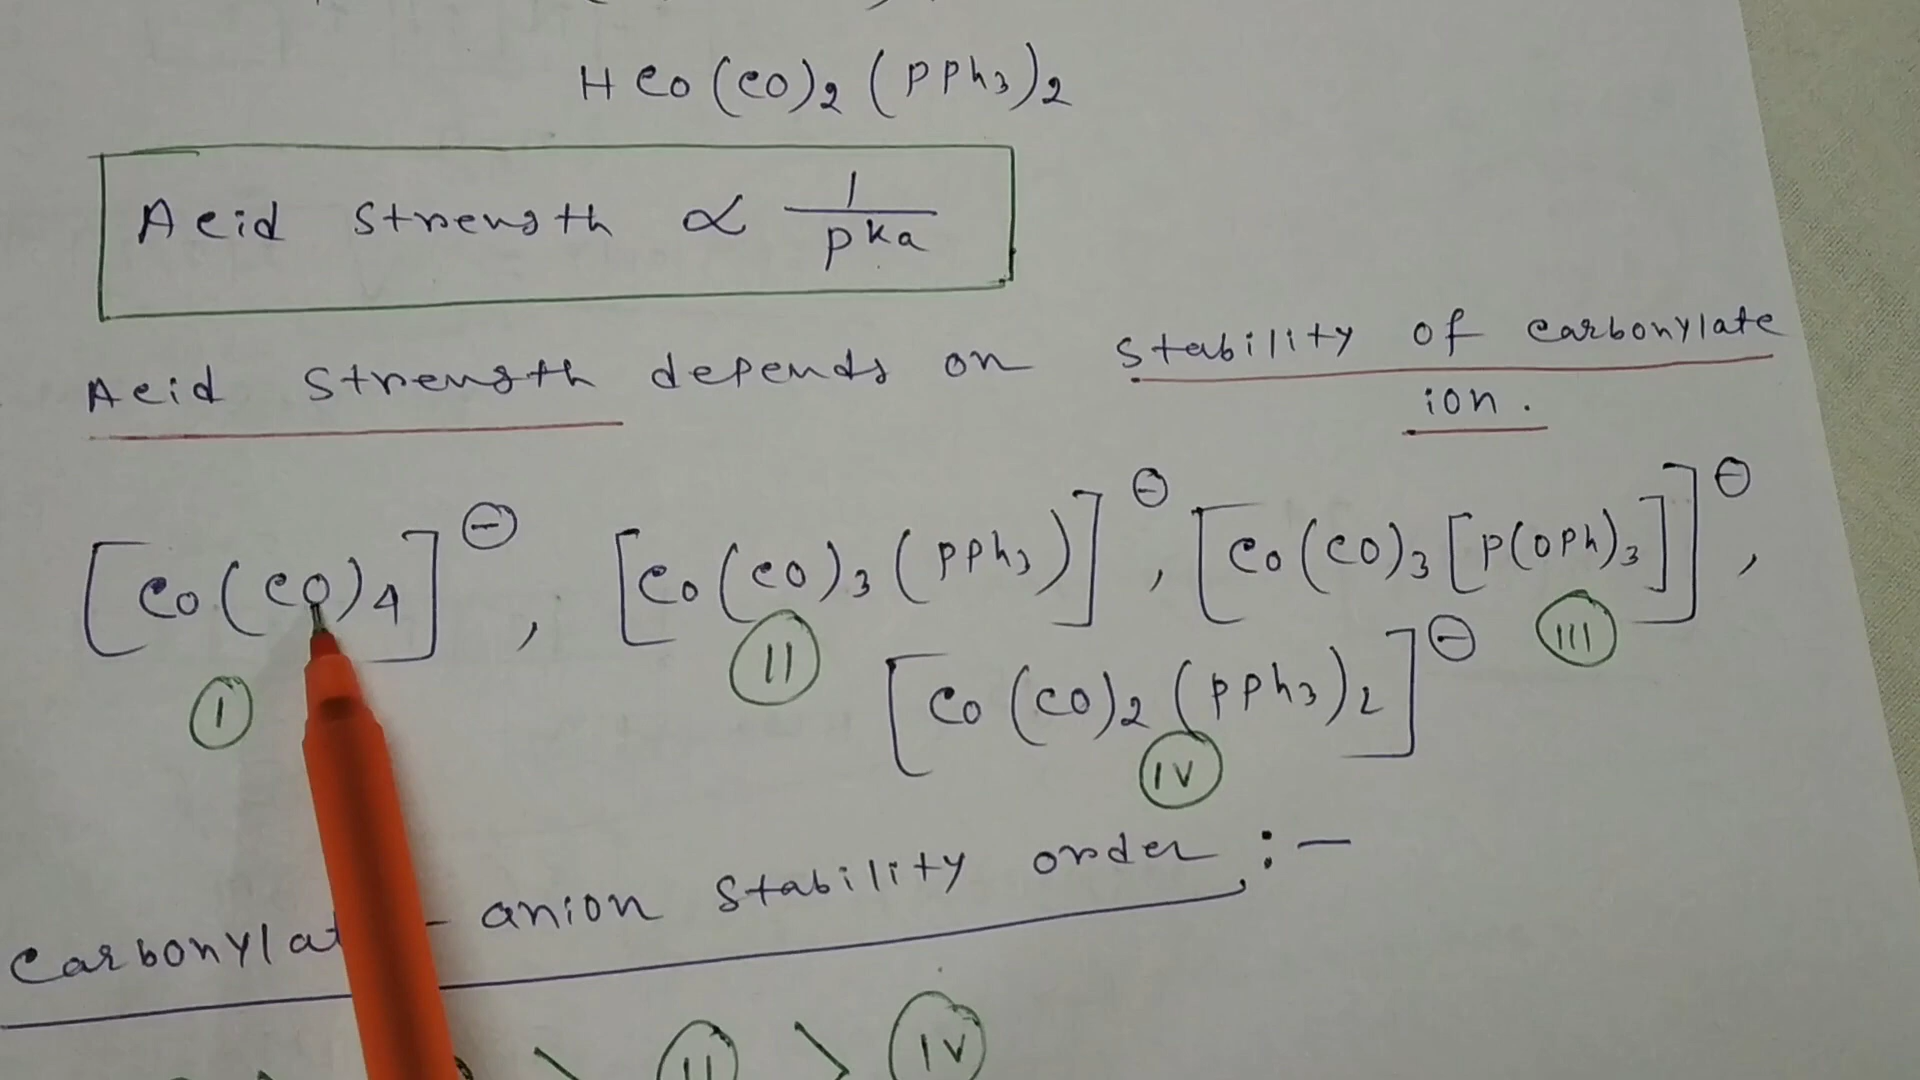 HCo(CO)2(PPh3)2
Acid strength ∝ 1/pKa
Acid strength depends on stability of carbonylate
ion.
[Co(CO)4]⊖, [Co(CO)3(PPh3)]⊖, [Co(CO)3[P(OPh)3]]⊖,
I II III
[Co(CO)2(PPh3)2]⊖
IV
anion stability order :-
> II > IV